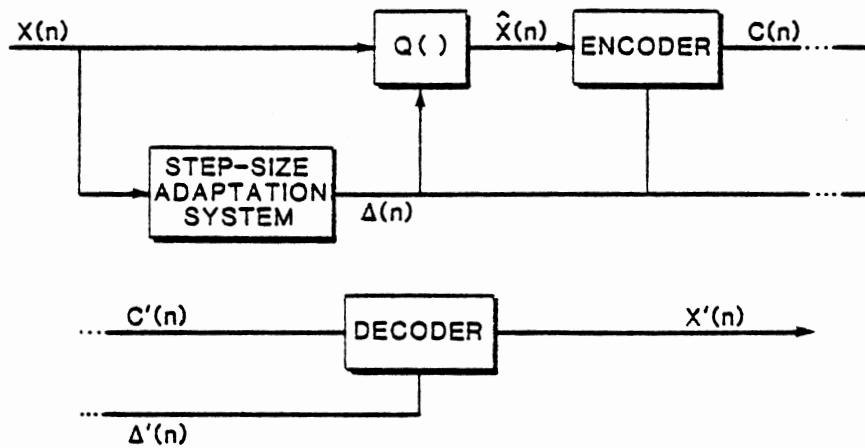 X(n)
Q( )
X̂(n)
ENCODER
C(n)
STEP-SIZE
ADAPTATION
SYSTEM
Δ(n)
C′(n)
DECODER
X′(n)
Δ′(n)